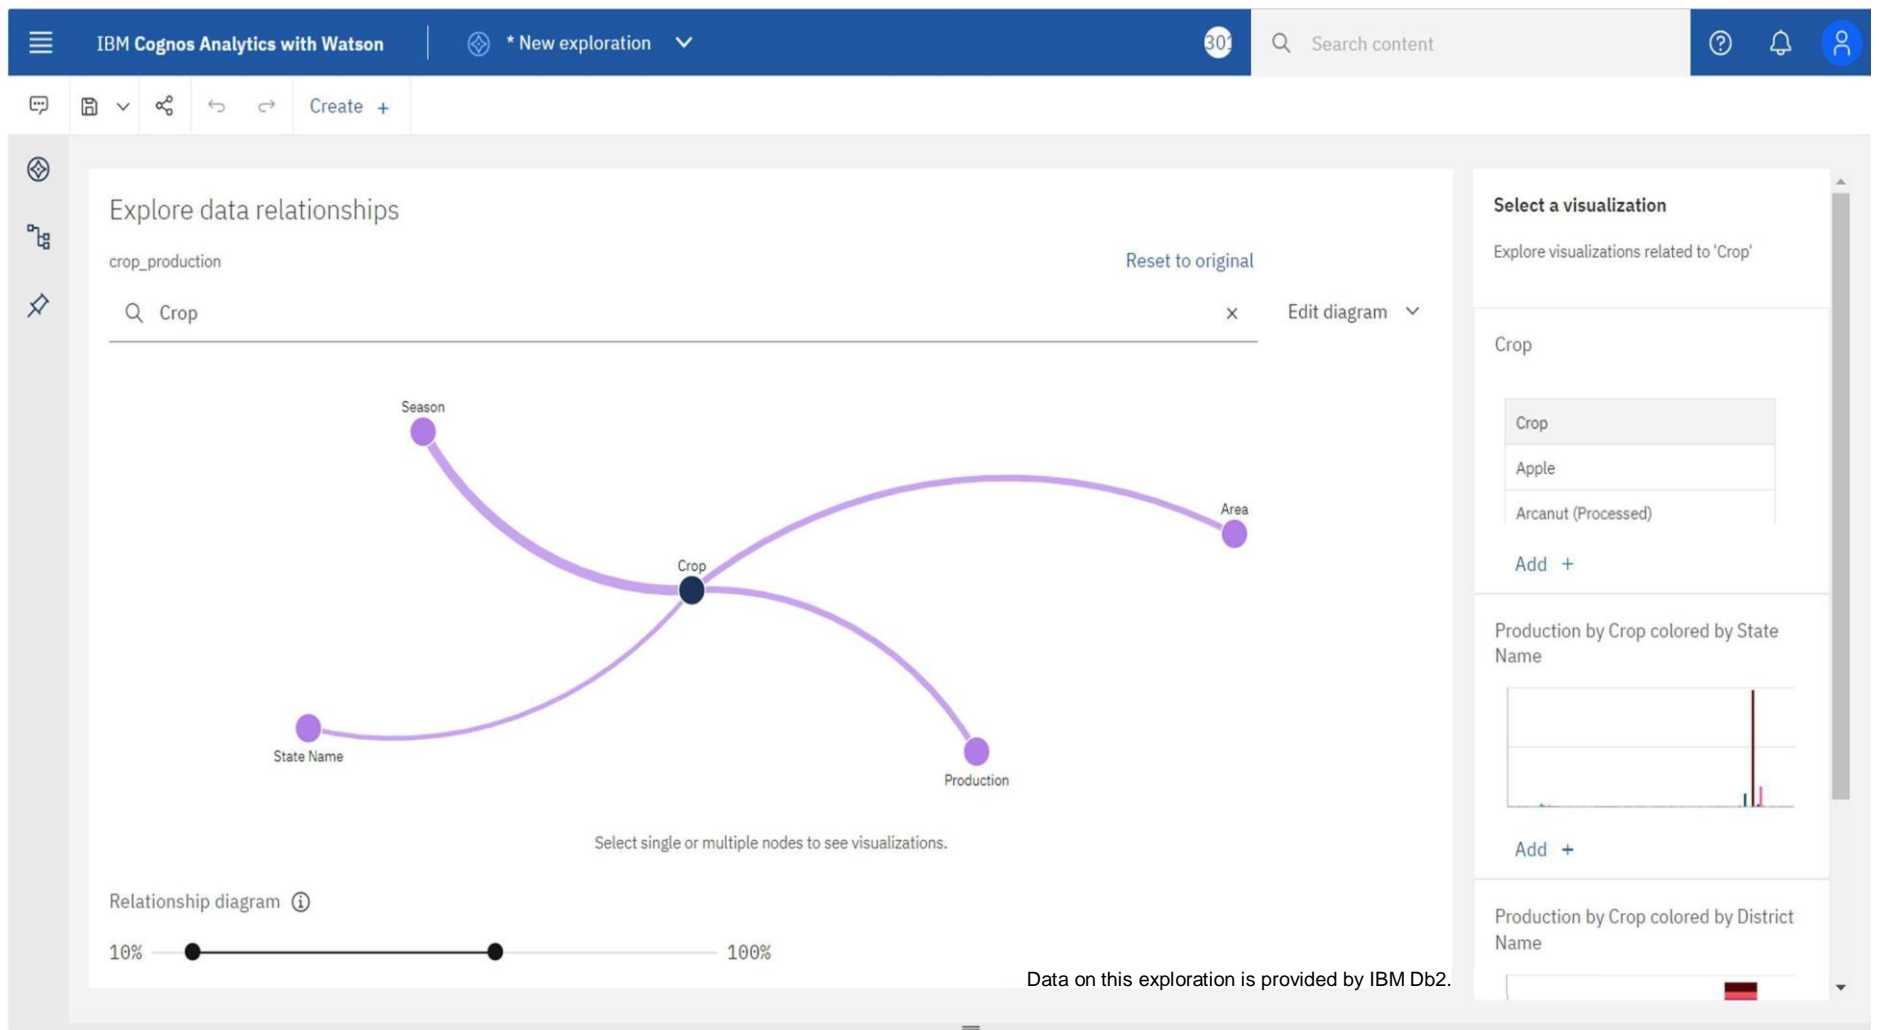 IBM Cognos Analytics with Watson
* New exploration
301
Search content
Create +
Explore data relationships
crop_production
Reset to original
Crop
Edit diagram
Season
Area
Crop
State Name
Production
Select single or multiple nodes to see visualizations.
Relationship diagram
10%
100%
Data on this exploration is provided by IBM Db2.
Select a visualization
Explore visualizations related to 'Crop'
Crop
Crop
Apple
Arcanut (Processed)
Add +
Production by Crop colored by State
Name
Add +
Production by Crop colored by District
Name